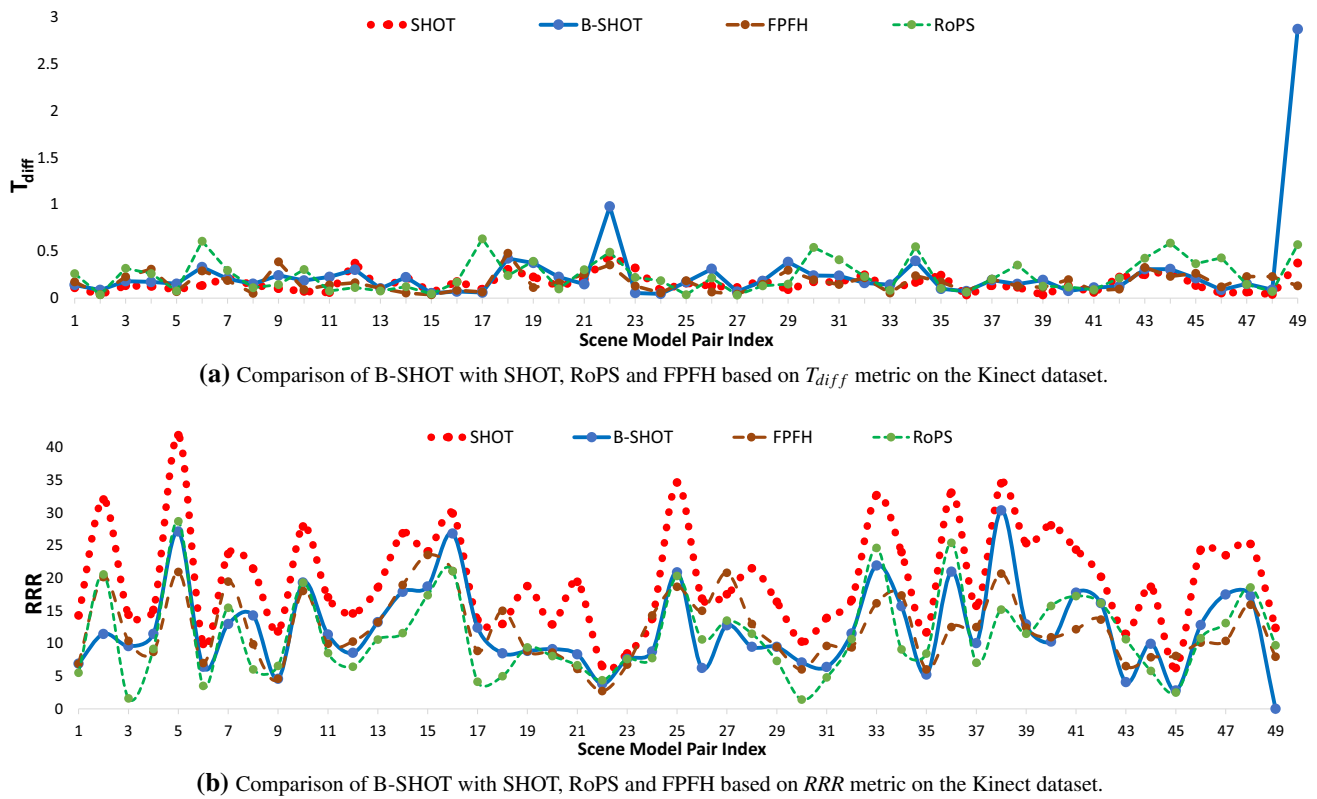 3
2.5
2
1.5
1
0.5
0
T_diff
SHOT B-SHOT FPFH RoPS
1 3 5 7 9 11 13 15 17 19 21 23 25 27 29 31 33 35 37 39 41 43 45 47 49
Scene Model Pair Index
(a) Comparison of B-SHOT with SHOT, RoPS and FPFH based on T_diff metric on the Kinect dataset.
40
35
30
25
20
15
10
5
0
RRR
SHOT B-SHOT FPFH RoPS
1 3 5 7 9 11 13 15 17 19 21 23 25 27 29 31 33 35 37 39 41 43 45 47 49
Scene Model Pair Index
(b) Comparison of B-SHOT with SHOT, RoPS and FPFH based on RRR metric on the Kinect dataset.